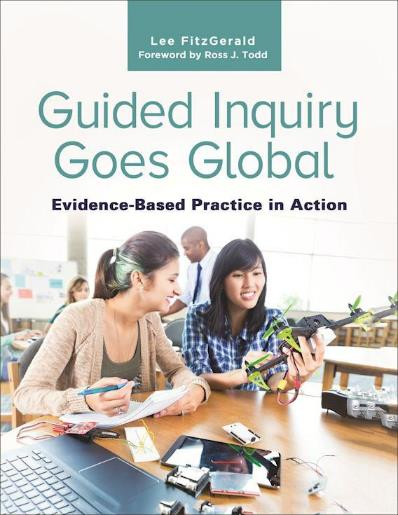 Lee FitzGerald
Foreword by Ross J. Todd
Guided Inquiry
Goes Global
Evidence-Based Practice in Action